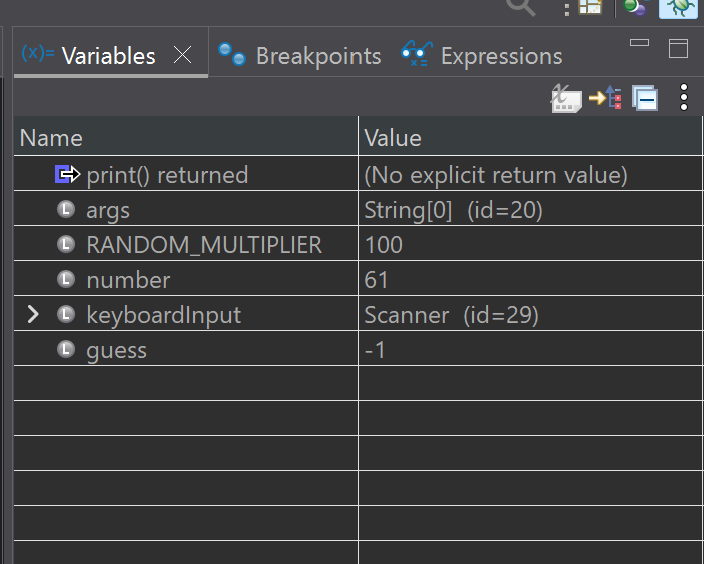 (x)= Variables Breakpoints Expressions
Name Value
print() returned (No explicit return value)
L args String[0] (id=20)
L RANDOM_MULTIPLIER 100
L number 61
L keyboardInput Scanner (id=29)
L guess -1